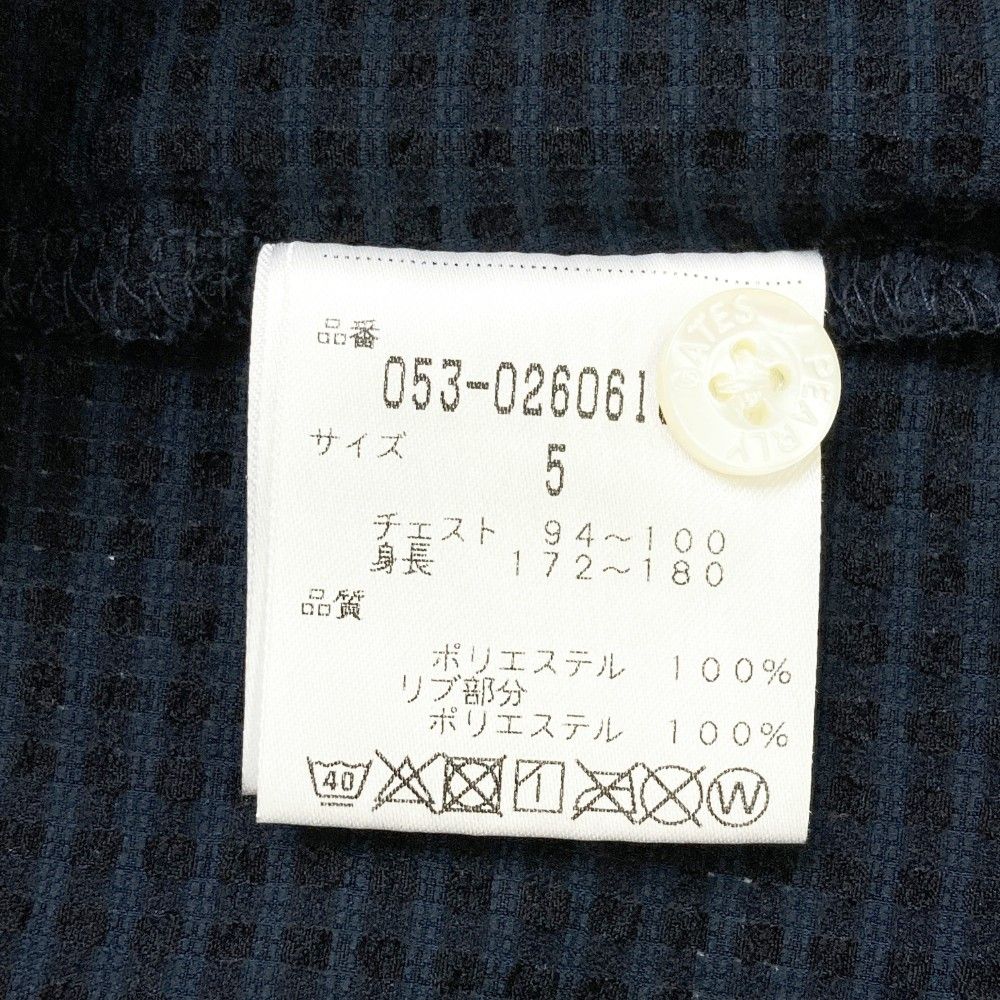 品番
053-026061
サイズ
5
チェスト 94～100
身長 172～180
品質
ポリエステル 100%
リブ部分
ポリエステル 100%
40 1 W
PEARLY GATES